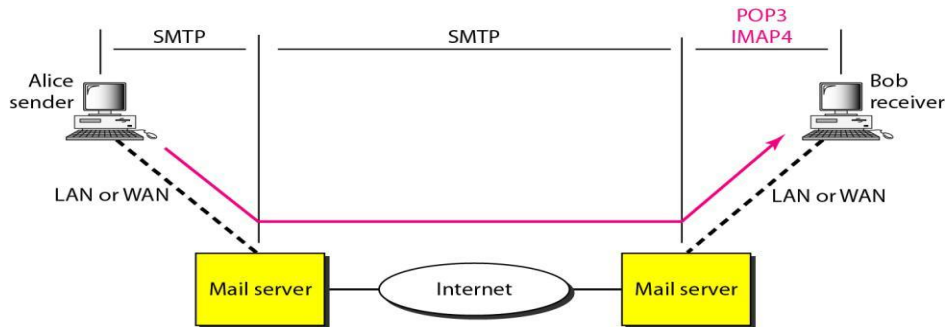 POP3
SMTP
SMTP
IMAP4
Alice
sender
Bob
receiver
LAN or WAN
LAN or WAN
Mail server
Internet
Mail server